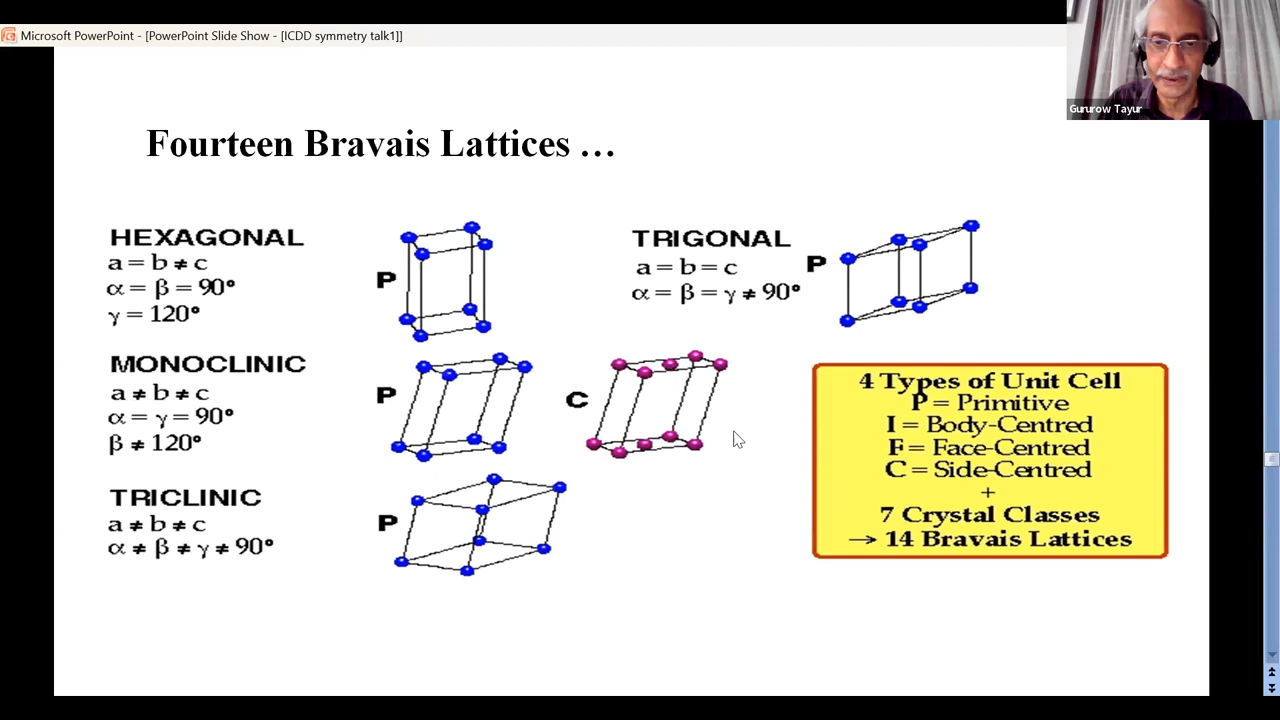 Microsoft PowerPoint - [PowerPoint Slide Show - [ICDD symmetry talk1]]
Gururow Tayur
Fourteen Bravais Lattices ...
HEXAGONAL
a = b ≠ c
α = β = 90°
γ = 120°
P
TRIGONAL
a = b = c
α = β = γ ≠ 90°
P
MONOCLINIC
a ≠ b ≠ c
α = γ = 90°
β ≠ 120°
P
C
TRICLINIC
a ≠ b ≠ c
α ≠ β ≠ γ ≠ 90°
P
4 Types of Unit Cell
P = Primitive
I = Body-Centred
F = Face-Centred
C = Side-Centred
+
7 Crystal Classes
→ 14 Bravais Lattices